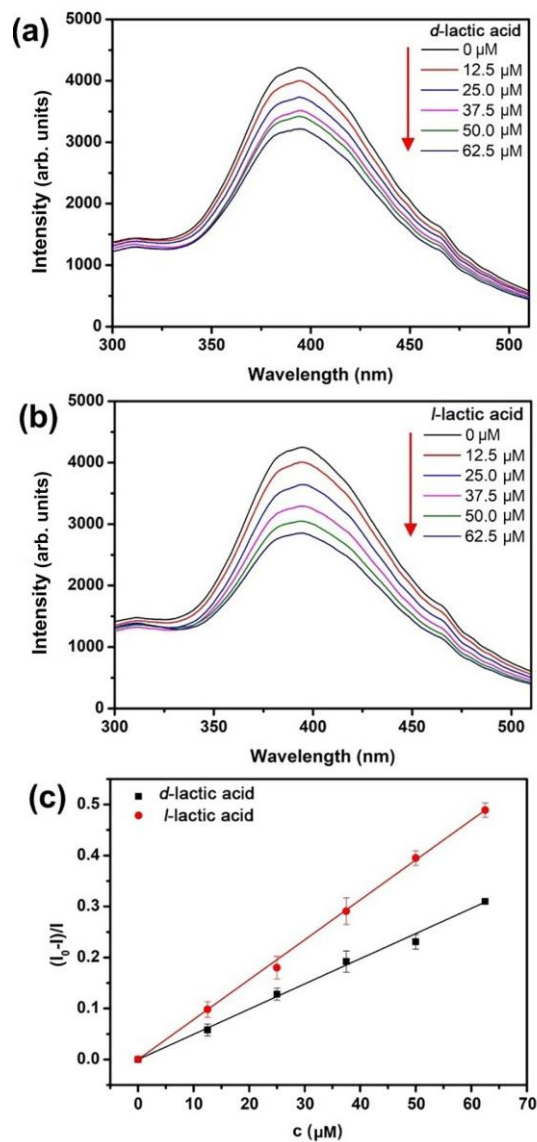 (a)
5000
4000
3000
2000
1000
0
Intensity (arb. units)
d-lactic acid
0 µM
12.5 µM
25.0 µM
37.5 µM
50.0 µM
62.5 µM
300 350 400 450 500
Wavelength (nm)
(b)
5000
4000
3000
2000
1000
0
Intensity (arb. units)
l-lactic acid
0 µM
12.5 µM
25.0 µM
37.5 µM
50.0 µM
62.5 µM
300 350 400 450 500
Wavelength (nm)
(c)
d-lactic acid
l-lactic acid
0.5
0.4
0.3
0.2
0.1
0.0
(I₀-I)/I
0 10 20 30 40 50 60 70
c (µM)